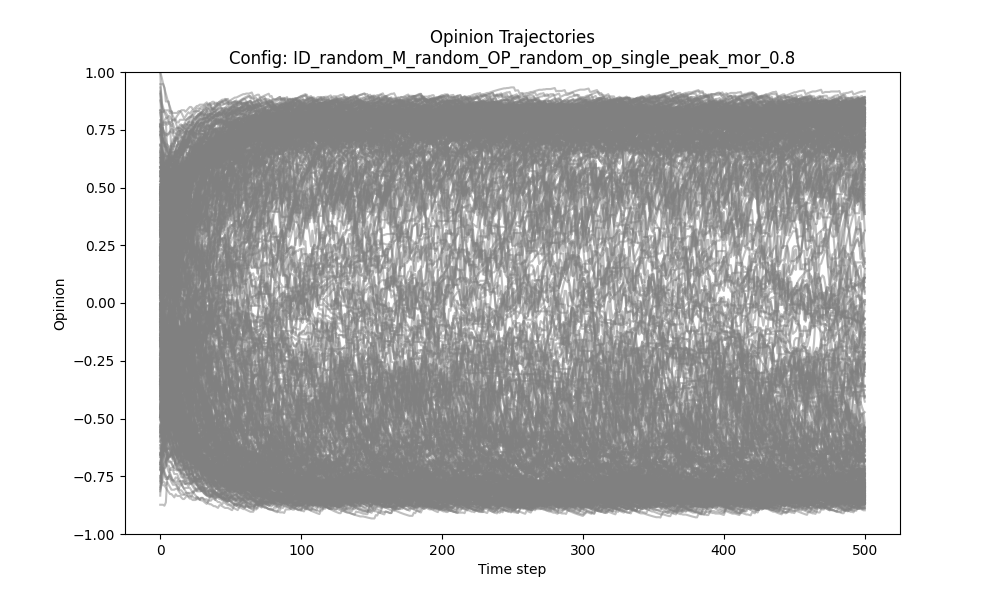 Opinion Trajectories
Config: ID_random_M_random_OP_random_op_single_peak_mor_0.8
1.00
0.75
0.50
0.25
0.00
−0.25
−0.50
−0.75
−1.00
Opinion
0 100 200 300 400 500
Time step